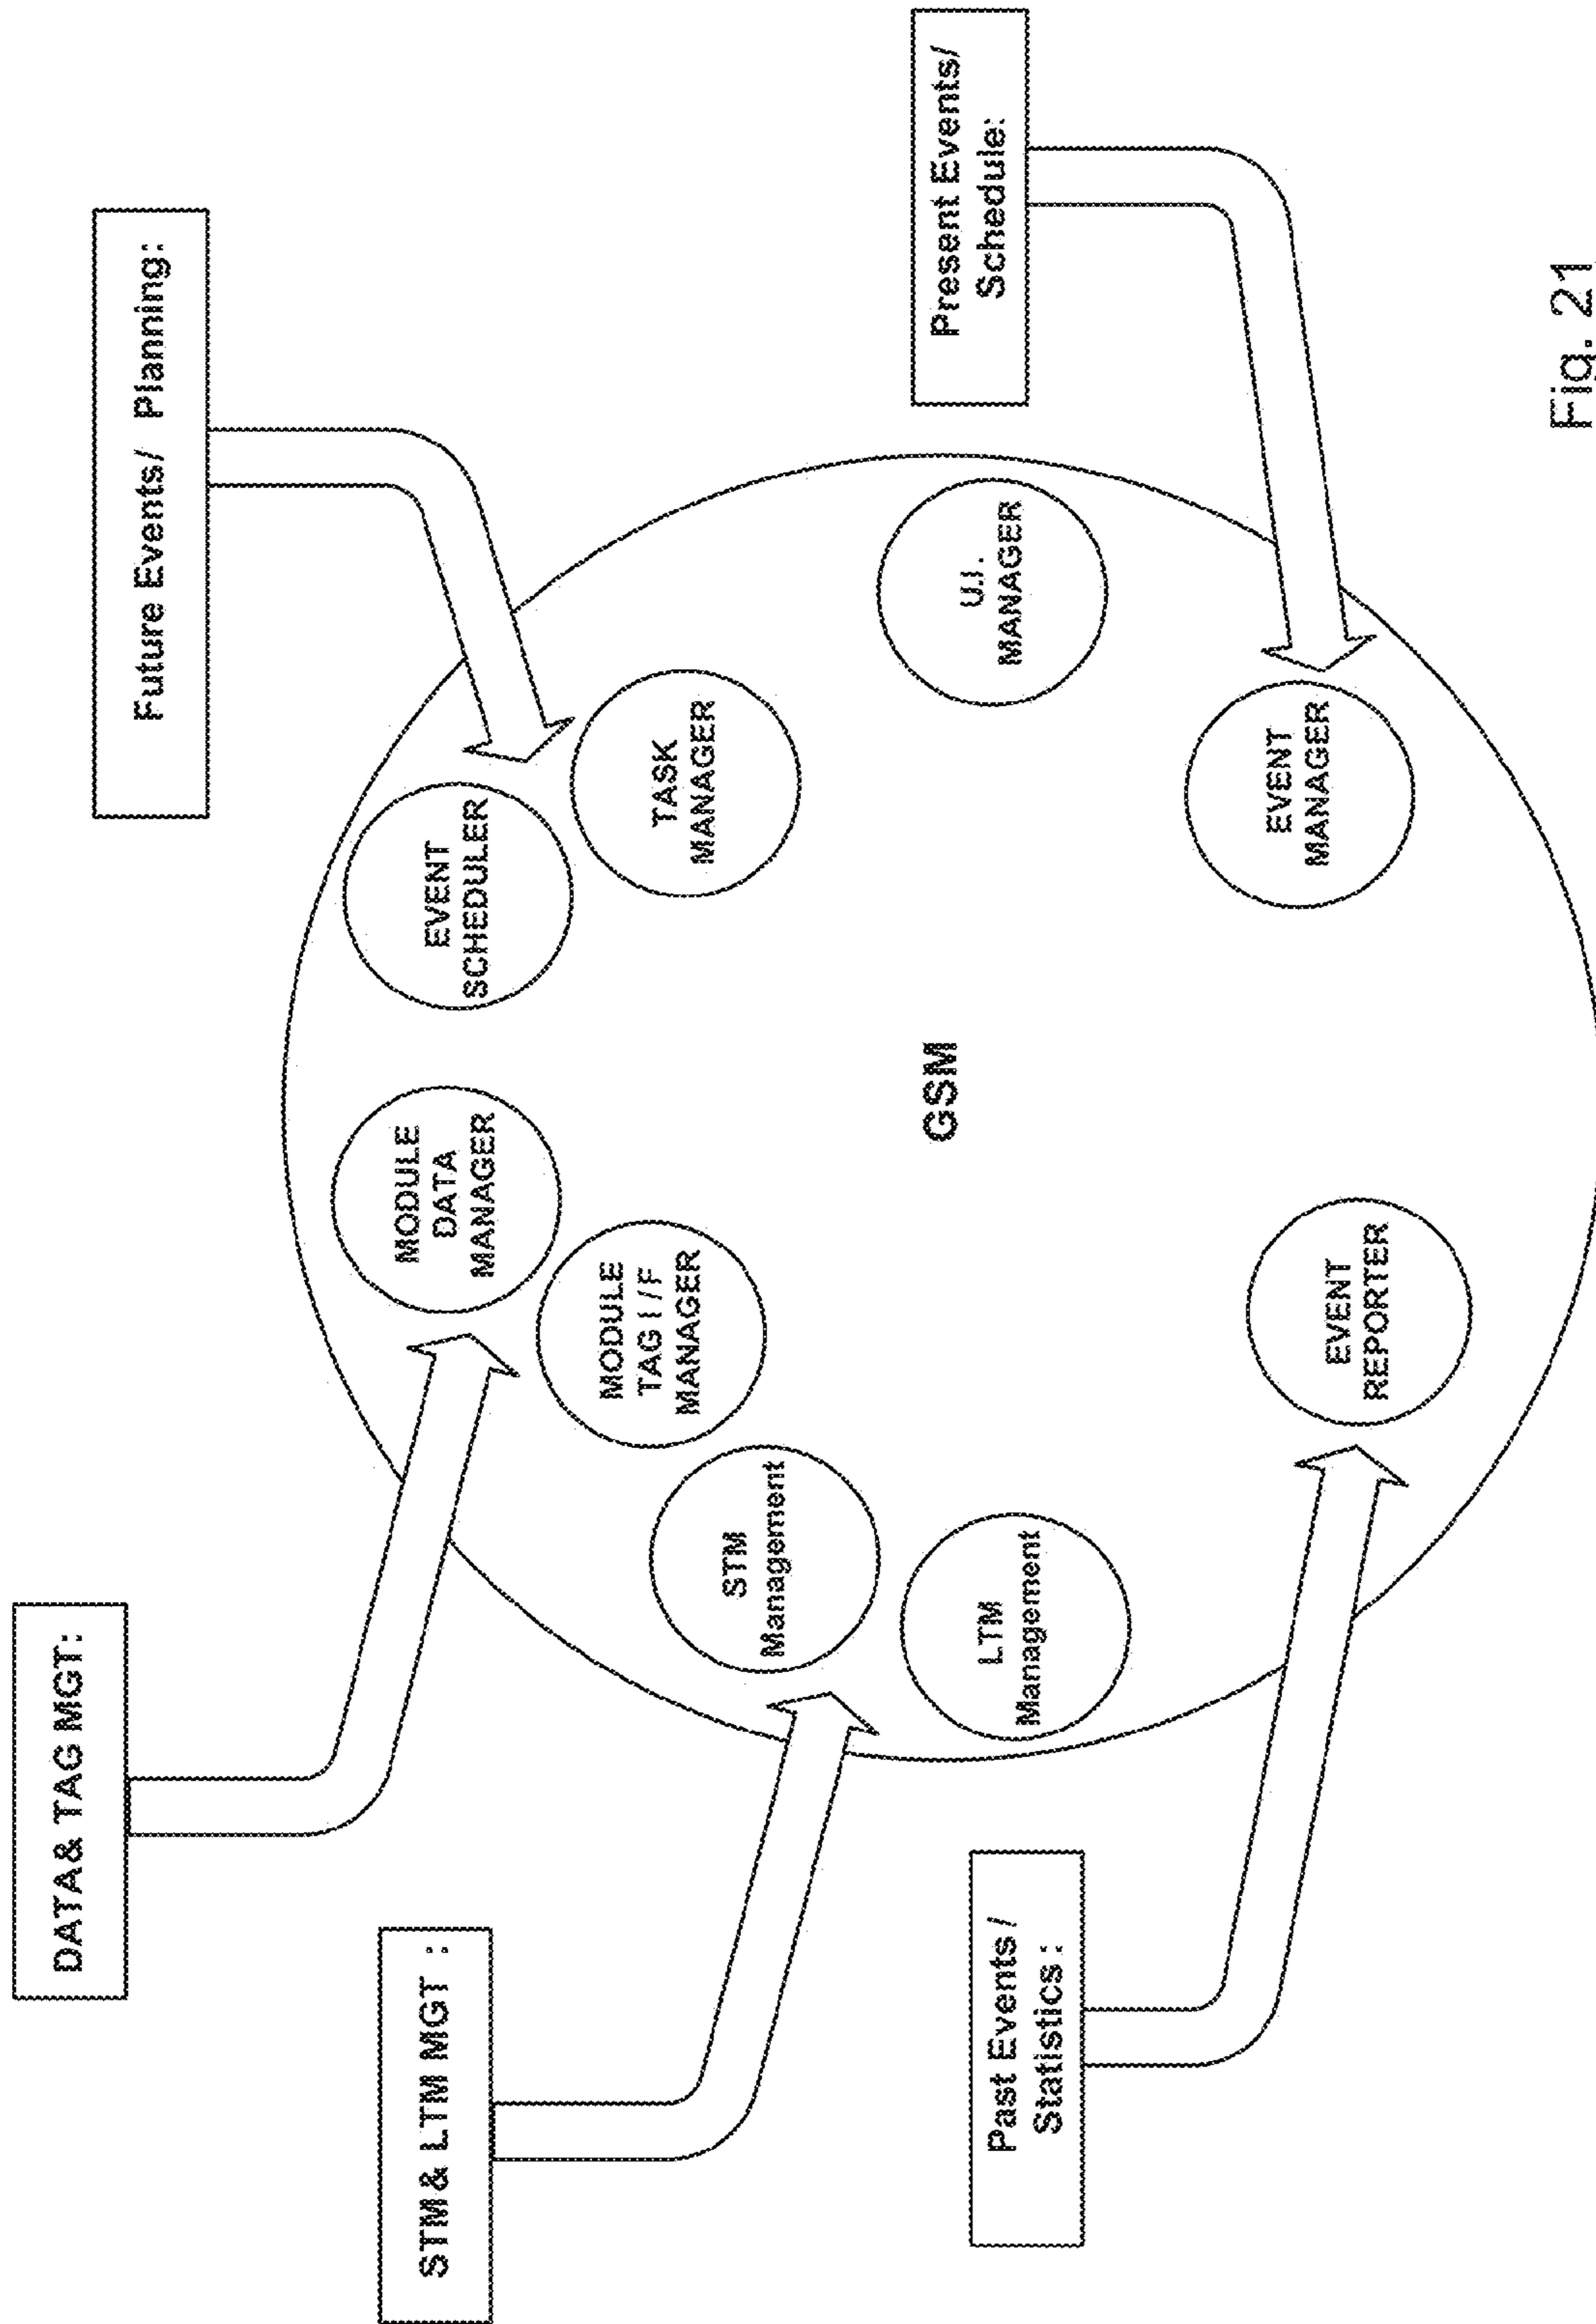 DATA& TAG MGT:
Future Events/ Planning:
STM& LTM MGT :
MODULE
DATA
MANAGER
EVENT
SCHEDULER
MODULE
TAG I/F
MANAGER
TASK
MANAGER
STM
Management
GSM
U.I.
MANAGER
Present Events/
Schedule:
LTM
Management
Past Events /
Statistics :
EVENT
REPORTER
EVENT
MANAGER
Fig. 21